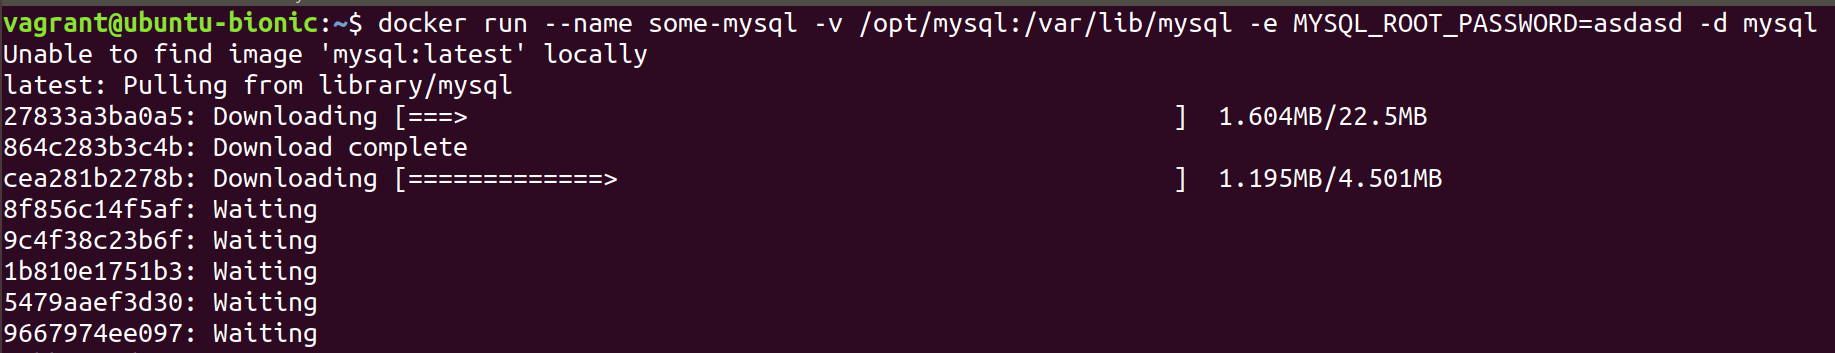 vagrant@ubuntu-bionic:~$ docker run --name some-mysql -v /opt/mysql:/var/lib/mysql -e MYSQL_ROOT_PASSWORD=asdasd -d mysql
Unable to find image 'mysql:latest' locally
latest: Pulling from library/mysql
27833a3ba0a5: Downloading [===>                                               ]  1.604MB/22.5MB
864c283b3c4b: Download complete
cea281b2278b: Downloading [=============>                                     ]  1.195MB/4.501MB
8f856c14f5af: Waiting
9c4f38c23b6f: Waiting
1b810e1751b3: Waiting
5479aaef3d30: Waiting
9667974ee097: Waiting